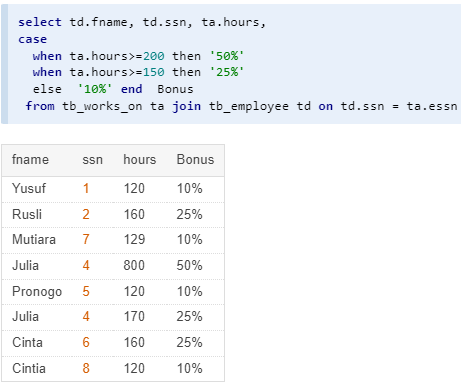 select td.fname, td.ssn, ta.hours,
case
when ta.hours>=200 then '50%'
when ta.hours>=150 then '25%'
else '10%' end Bonus
from tb_works_on ta join tb_employee td on td.ssn = ta.essn
fname ssn hours Bonus
Yusuf 1 120 10%
Rusli 2 160 25%
Mutiara 7 129 10%
Julia 4 800 50%
Pronogo 5 120 10%
Julia 4 170 25%
Cinta 6 160 25%
Cintia 8 120 10%